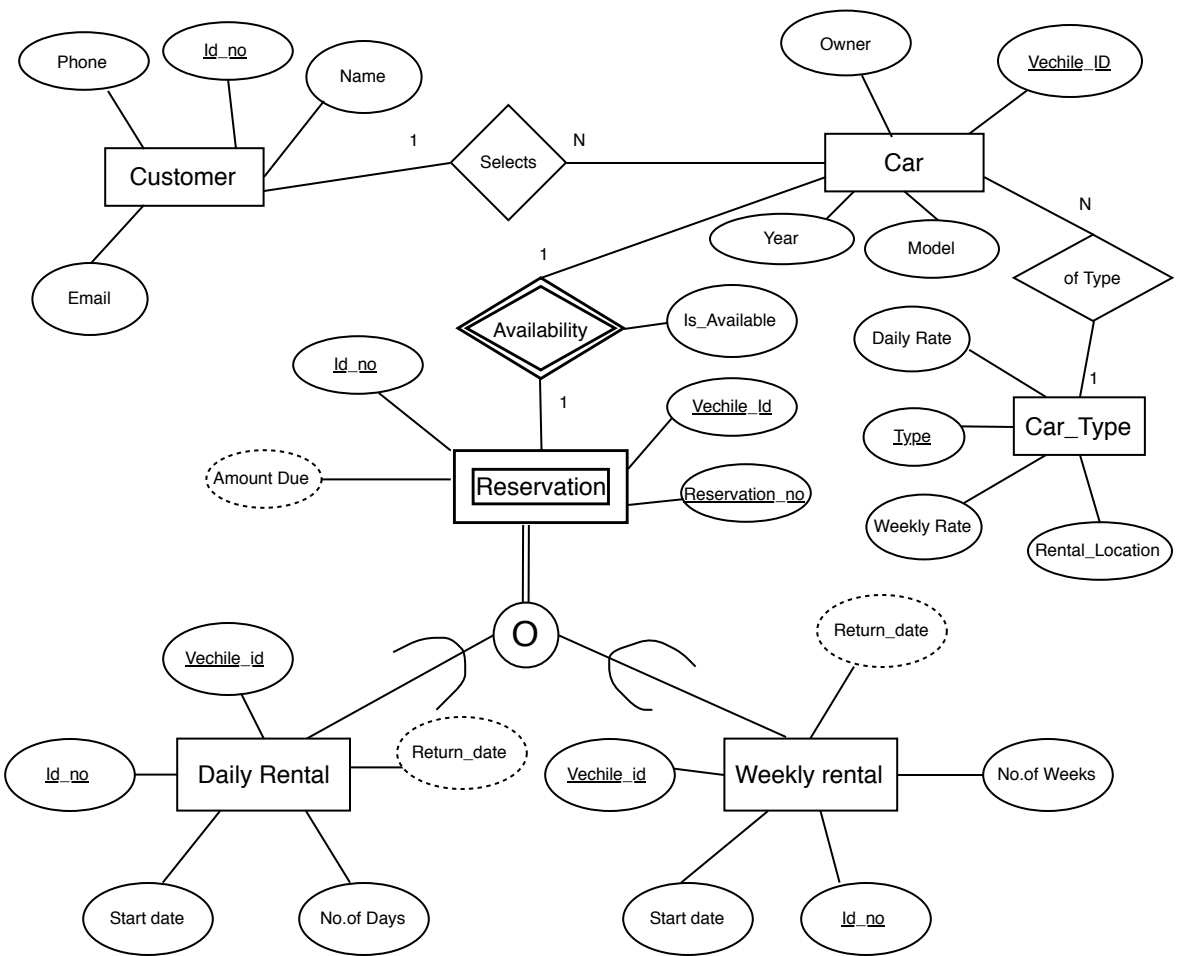 Owner
Id_no
Phone
Vechile_ID
Name
1
N
Selects
Car
Customer
N
Year
Model
1
of Type
Email
Is_Available
Availability
Daily Rate
Id_no
1
1
Vechile_Id
Car_Type
Type
Amount Due
Reservation
Reservation_no
Weekly Rate
Rental_Location
O
Return_date
Vechile_id
Return_date
Id_no
Daily Rental
Vechile_id
Weekly rental
No.of Weeks
Start date
No.of Days
Start date
Id_no